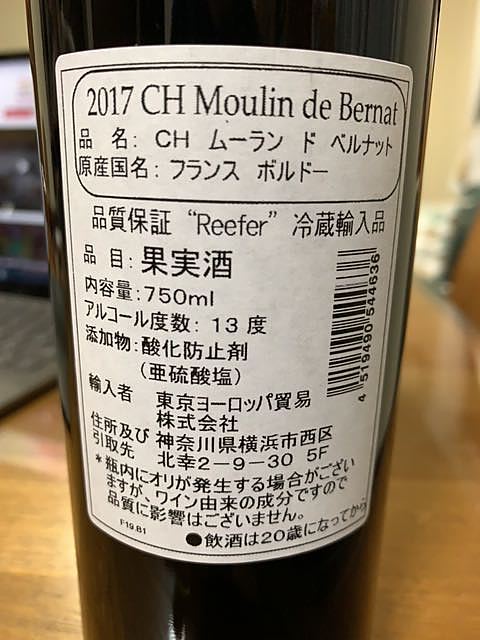 2017 CH Moulin de Bernat
品 名: CH ムーラン ド ベルナット
原産国名: フランス ボルドー
品質保証 “Reefer” 冷蔵輸入品
品 目: 果実酒
内容量:750ml
アルコール度数: 13度
添加物:酸化防止剤
(亜硫酸塩)
輸入者 東京ヨーロッパ貿易
株式会社
住所及び 神奈川県横浜市西区
引取先 北幸2-9-30 5F
*瓶内にオリが発生する場合がござい
ますが、ワイン由来の成分ですので
品質に影響はございません。
F19.B1
●飲酒は20歳になってから
4 519490 544636